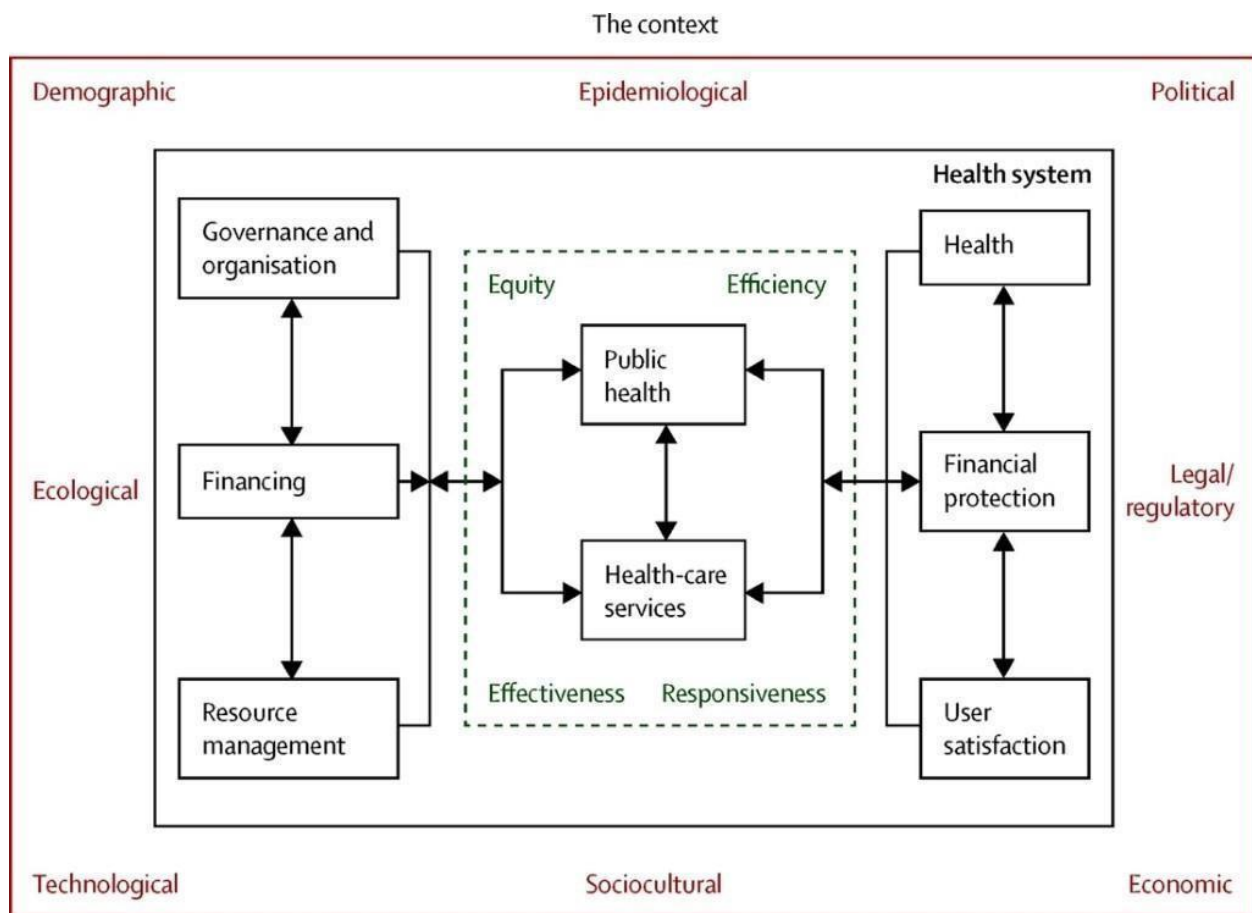 The context
Demographic
Epidemiological
Political
Health system
Governance and
organisation
Health
Equity
Efficiency
Public
health
Ecological
Financing
Financial
protection
Legal/
regulatory
Health-care
services
Effectiveness
Responsiveness
Resource
management
User
satisfaction
Technological
Sociocultural
Economic